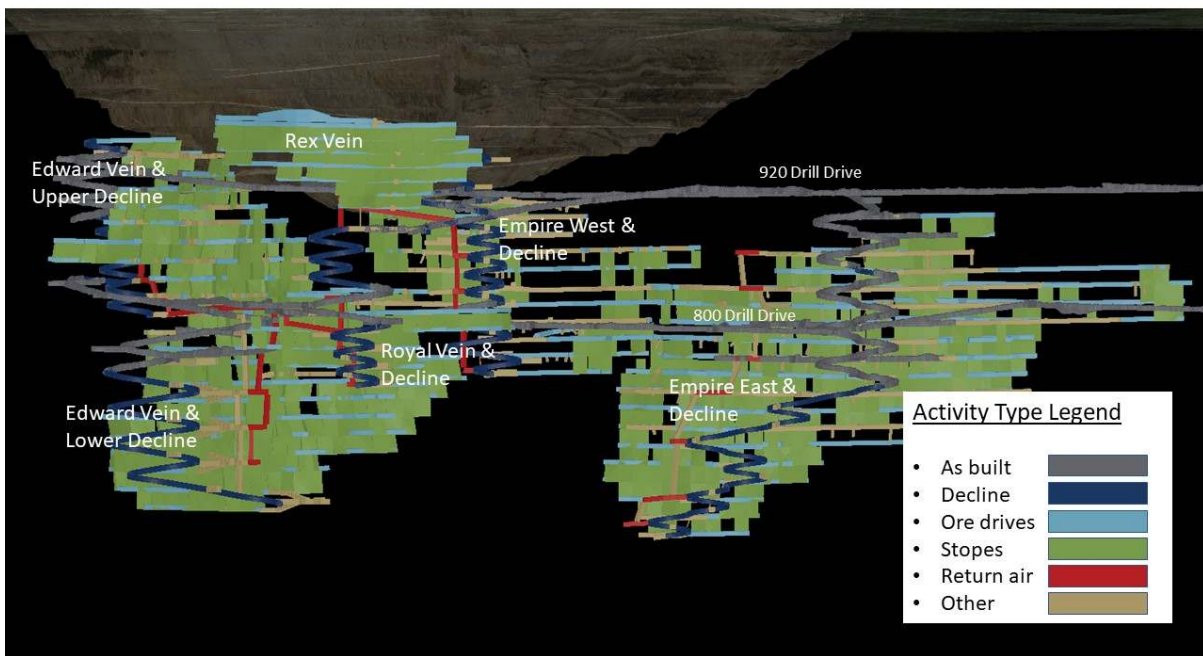 Rex Vein
Edward Vein &
Upper Decline
920 Drill Drive
Empire West &
Decline
800 Drill Drive
Royal Vein &
Decline
Edward Vein &
Lower Decline
Empire East &
Decline
Activity Type Legend
• As built
• Decline
• Ore drives
• Stopes
• Return air
• Other